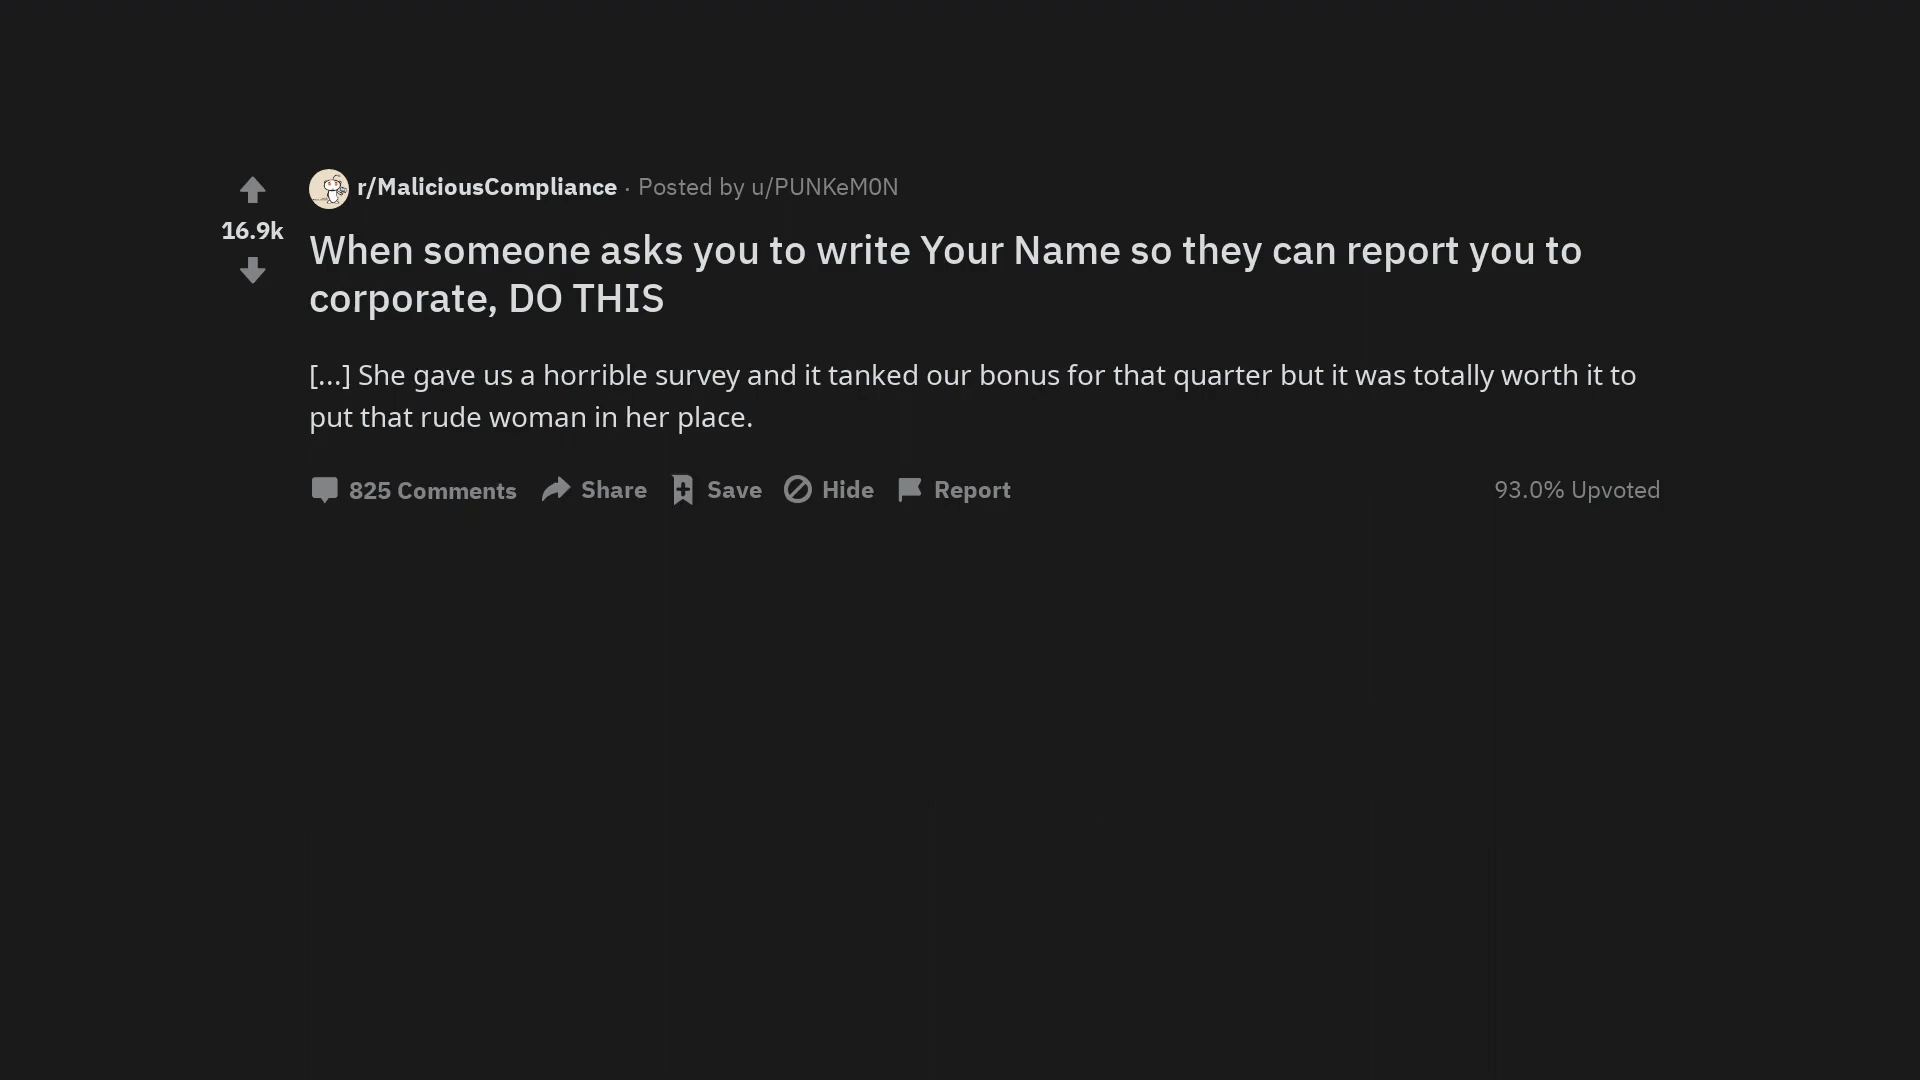 r/MaliciousCompliance · Posted by u/PUNKeM0N
16.9k
When someone asks you to write Your Name so they can report you to
corporate, DO THIS
[...] She gave us a horrible survey and it tanked our bonus for that quarter but it was totally worth it to
put that rude woman in her place.
825 Comments Share Save Hide Report 93.0% Upvoted